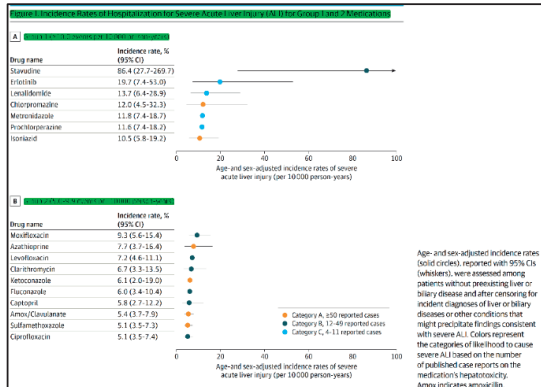 Figure 1. Incidence Rates of Hospitalization for Severe Acute Liver Injury (ALI) for Group 1 and 2 Medications
A
Drug name
Incidence rate, %
(95% CI)
Stavudine 86.4 (27.7-269.7)
Erlotinib 19.7 (7.4-53.0)
Lenalidomide 13.7 (6.4-28.9)
Chlorpromazine 12.0 (4.5-32.3)
Metronidazole 11.8 (7.4-18.7)
Prochlorperazine 11.6 (7.4-18.2)
Isoniazid 10.5 (5.8-19.2)
0 20 40 60 80 100
Age- and sex-adjusted incidence rates of severe
acute liver injury (per 10 000 person-years)
B
Drug name
Incidence rate, %
(95% CI)
Moxifloxacin 9.3 (5.6-15.4)
Azathioprine 7.7 (3.7-16.4)
Levofloxacin 7.2 (4.6-11.1)
Clarithromycin 6.7 (3.3-13.5)
Ketoconazole 6.1 (2.0-19.0)
Fluconazole 6.0 (3.4-10.4)
Captopril 5.8 (2.7-12.2)
Amox/Clavulanate 5.4 (3.7-7.9)
Sulfamethoxazole 5.1 (3.5-7.3)
Ciprofloxacin 5.1 (3.5-7.4)
Category A, ≥50 reported cases
Category B, 12-49 reported cases
Category C, 4-11 reported cases
0 20 40 60 80 100
Age- and sex-adjusted incidence rates of
severe acute liver injury (per 10 000 person-years)
Age- and sex-adjusted incidence rates
(solid circles), reported with 95% CIs
(whiskers), were assessed among
patients without preexisting liver or
biliary disease and after censoring for
incident diagnoses of liver or biliary
diseases or other conditions that
might precipitate findings consistent
with severe ALI. Colors represent
the categories of likelihood to cause
severe ALI based on the number
of published case reports on the
medication's hepatotoxicity.
Amox indicates amoxicillin.